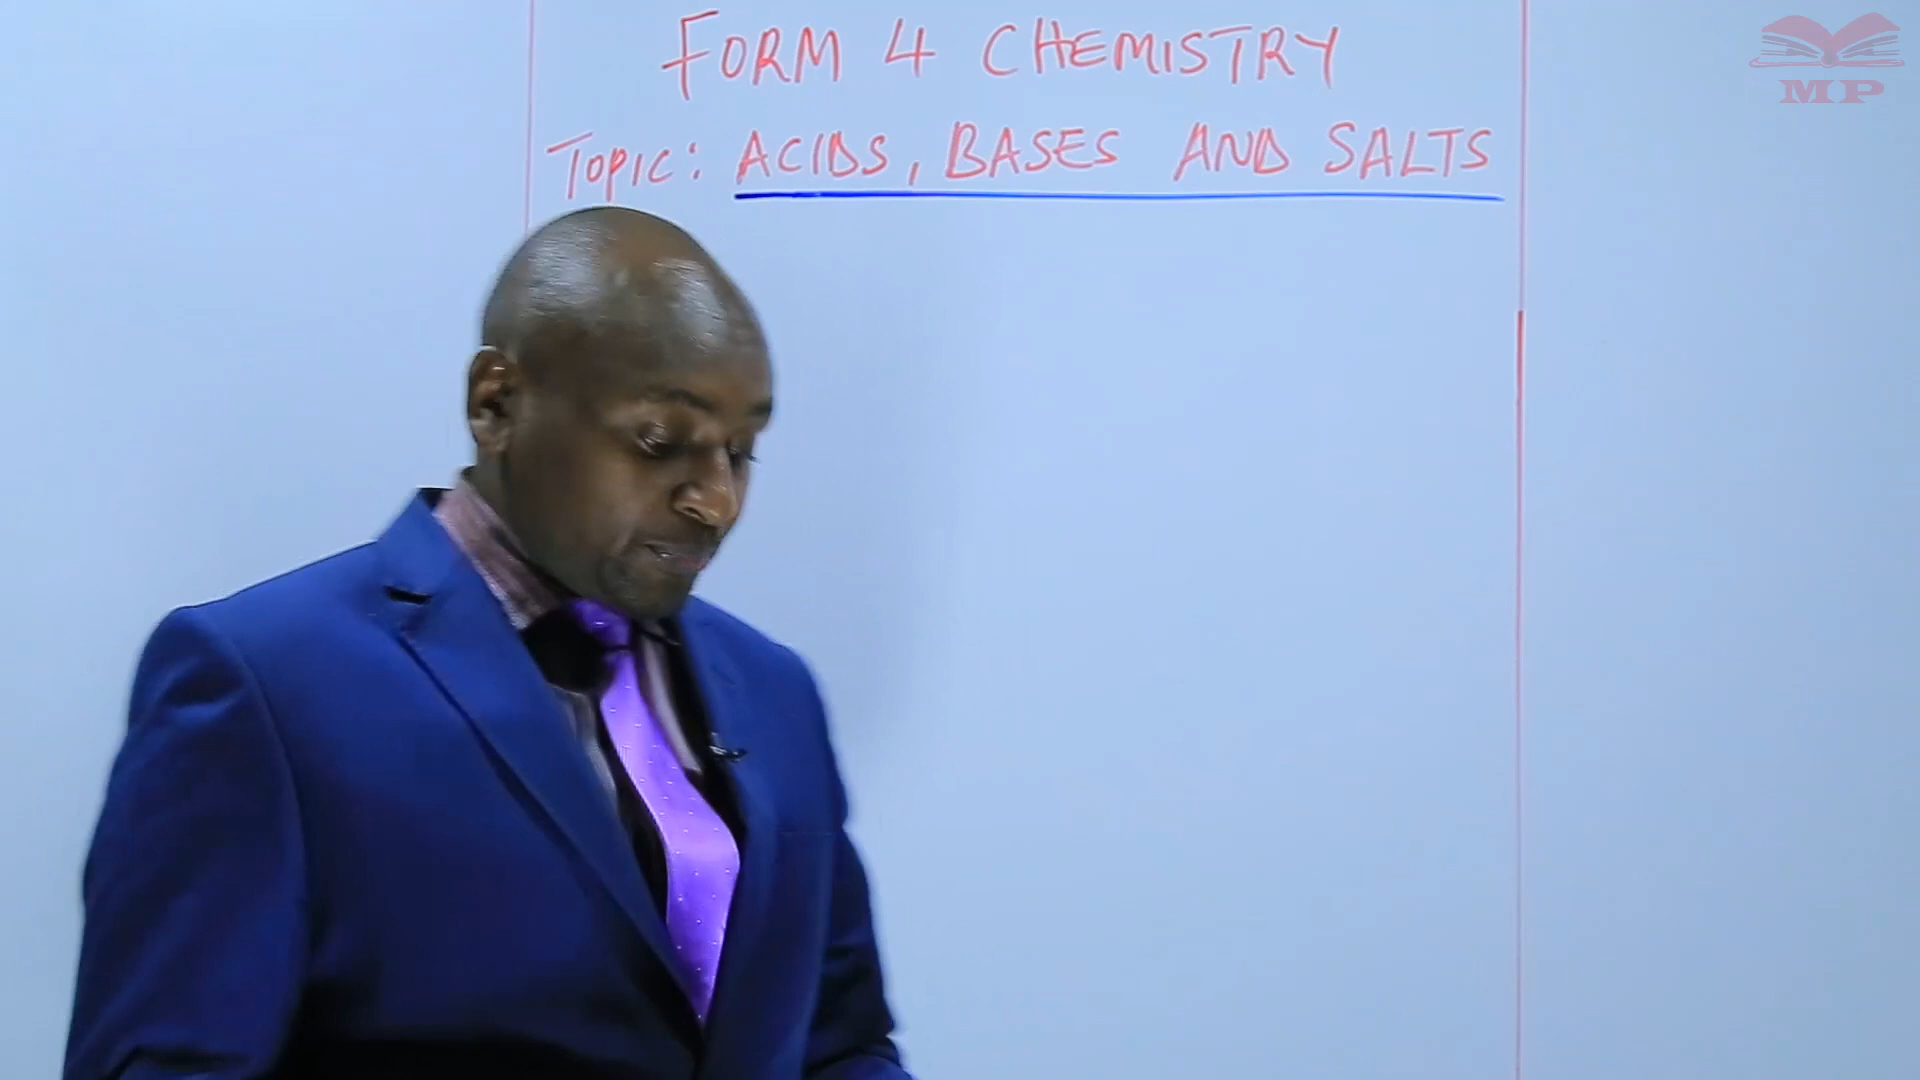 FORM 4 CHEMISTRY
MP
Topic: ACIDS, BASES AND SALTS